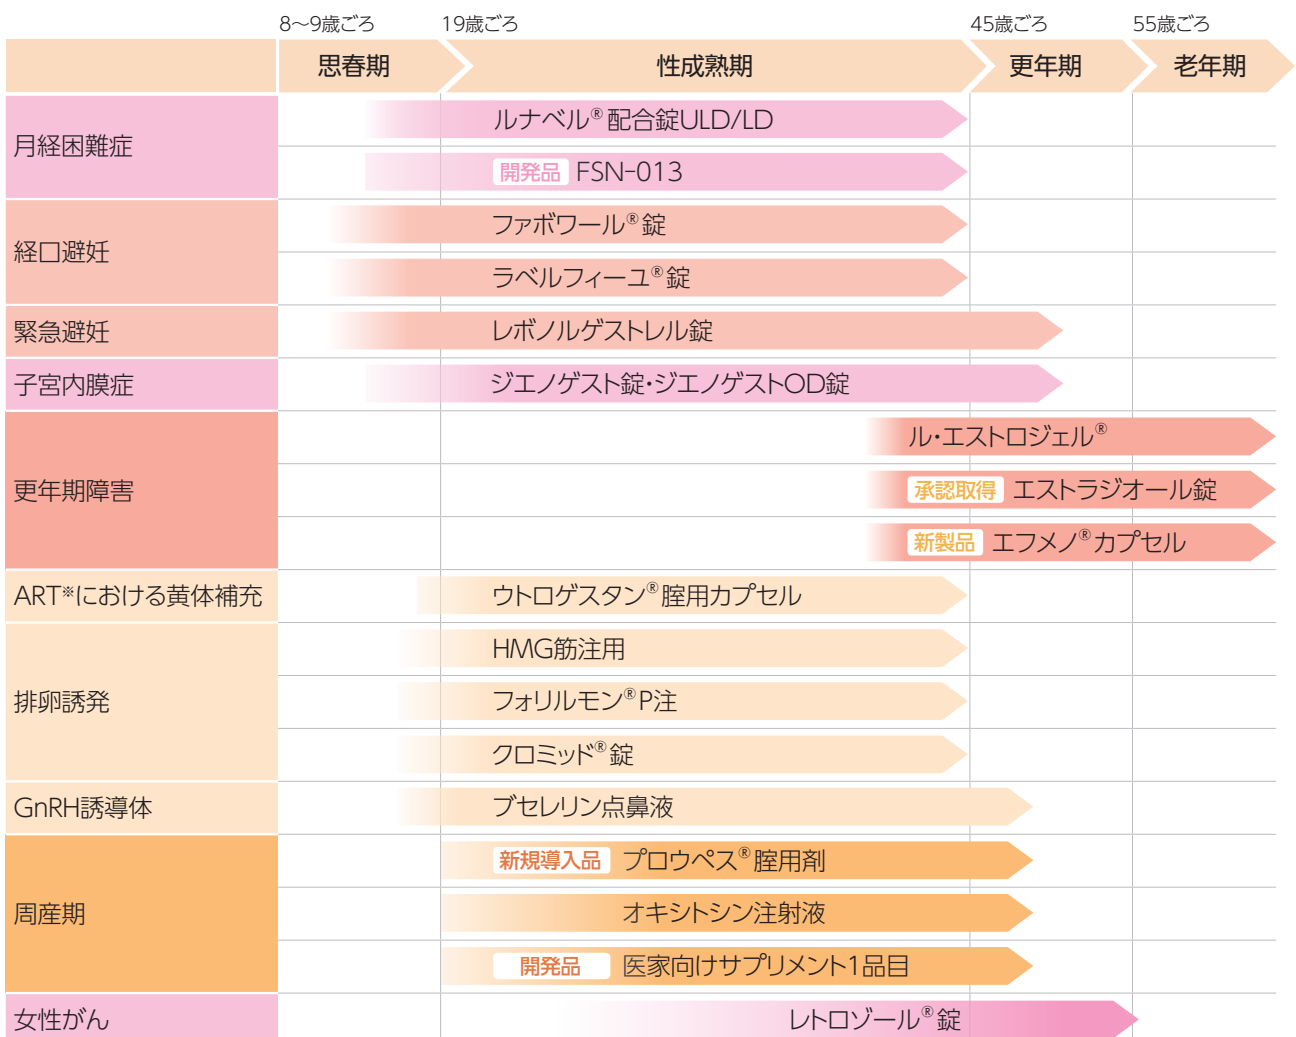 8～9歳ごろ 19歳ごろ 45歳ごろ 55歳ごろ
思春期 性成熟期 更年期 老年期
月経困難症
ルナベル®配合錠ULD/LD
開発品 FSN-013
経口避妊
ファボワール®錠
ラベルフィーユ®錠
緊急避妊 レボノルゲストレル錠
子宮内膜症 ジエノゲスト錠・ジエノゲストOD錠
更年期障害
ル・エストロジェル®
承認取得 エストラジオール錠
新製品 エフメノ®カプセル
ART※における黄体補充 ウトロゲスタン®腟用カプセル
排卵誘発
HMG筋注用
フォリルモン®P注
クロミッド®錠
GnRH誘導体 ブセレリン点鼻液
周産期
新規導入品 プロウペス®腟用剤
オキシトシン注射液
開発品 医家向けサプリメント1品目
女性がん レトロゾール®錠